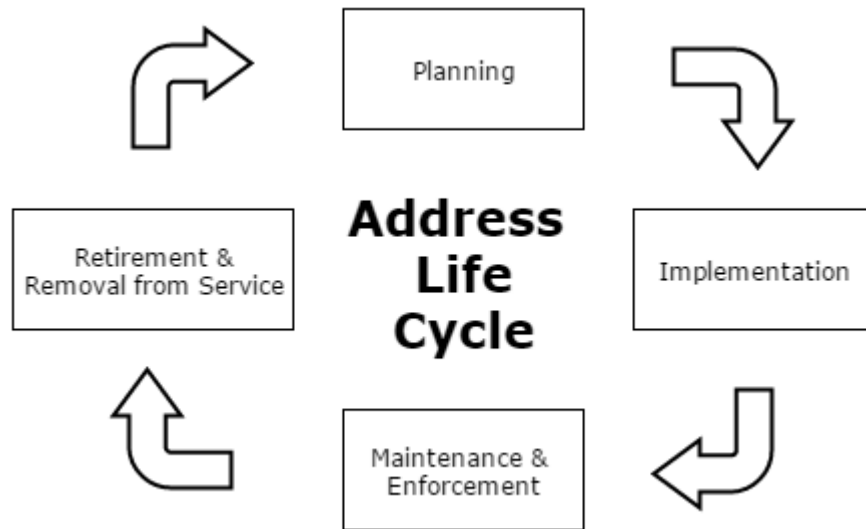 Planning
Address
Life
Cycle
Retirement &
Removal from Service
Implementation
Maintenance &
Enforcement